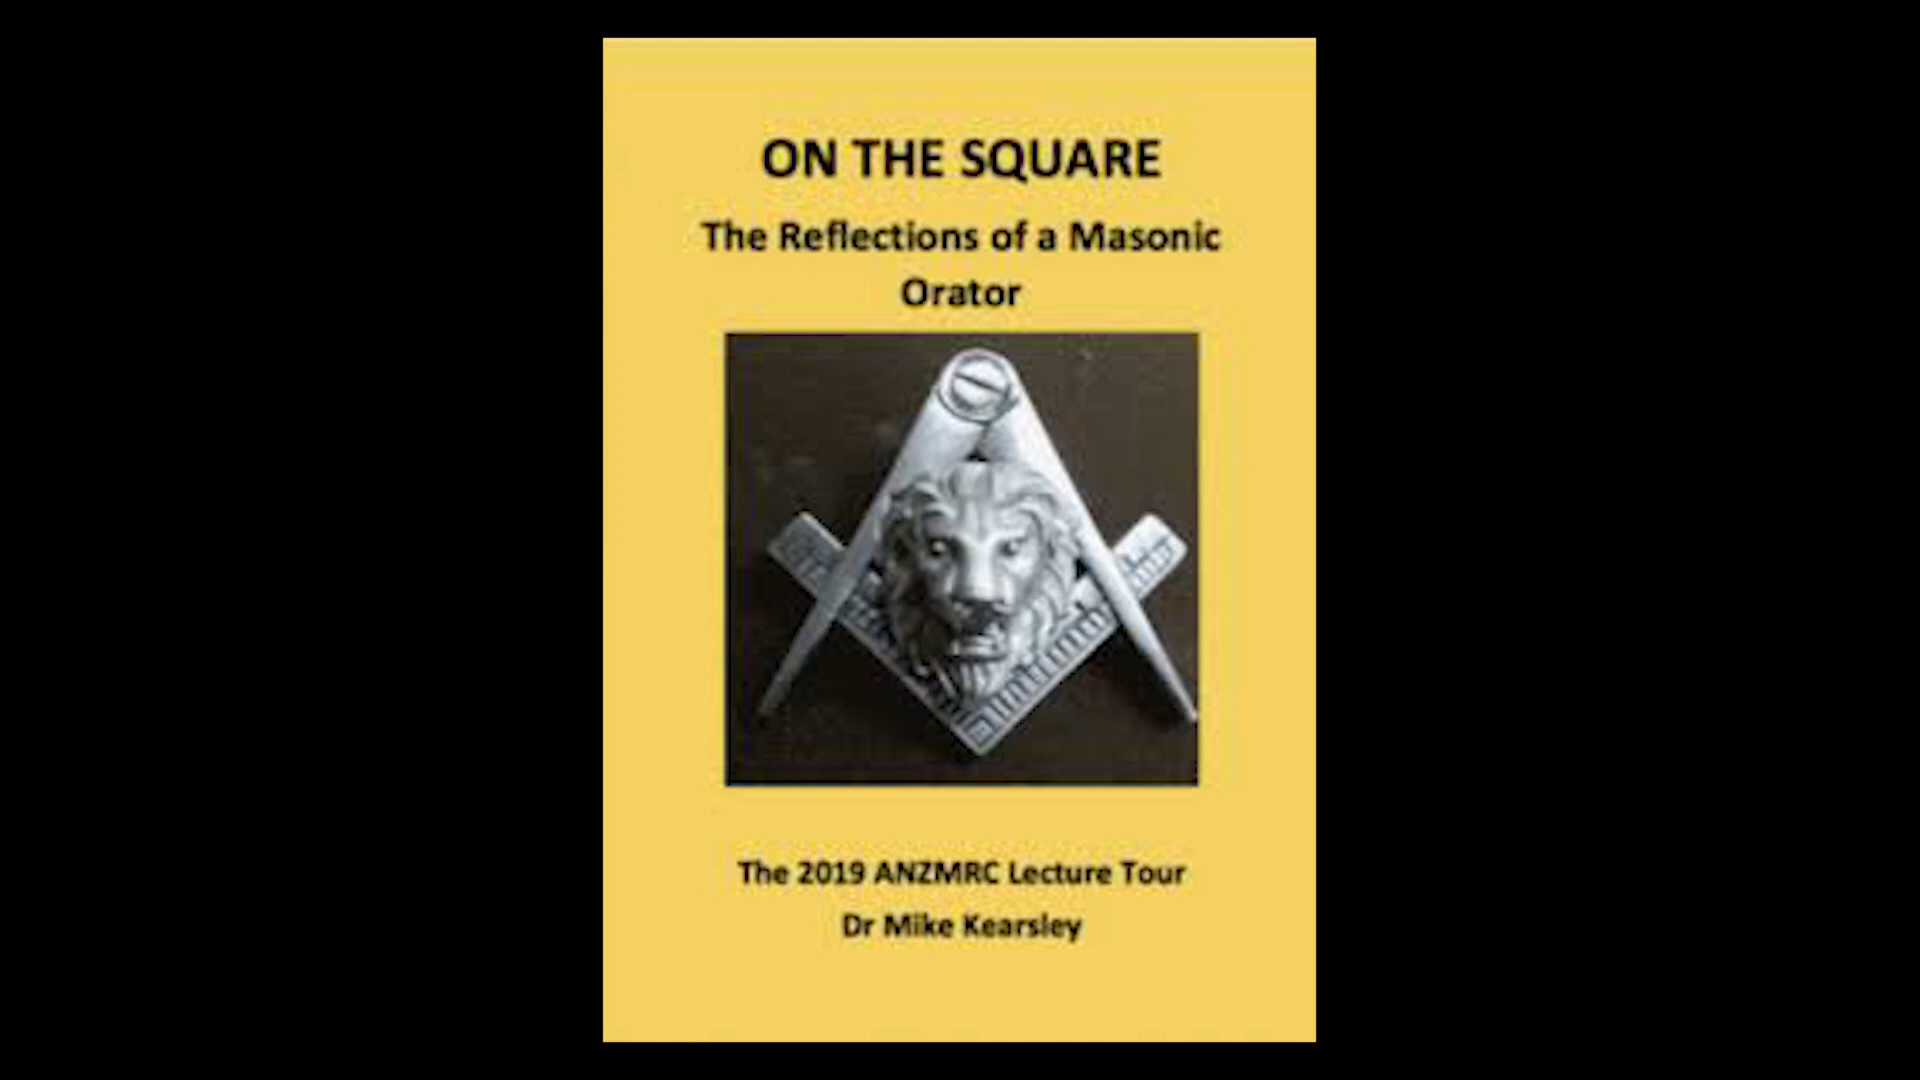 ON THE SQUARE
The Reflections of a Masonic
Orator
The 2019 ANZMRC Lecture Tour
Dr Mike Kearsley